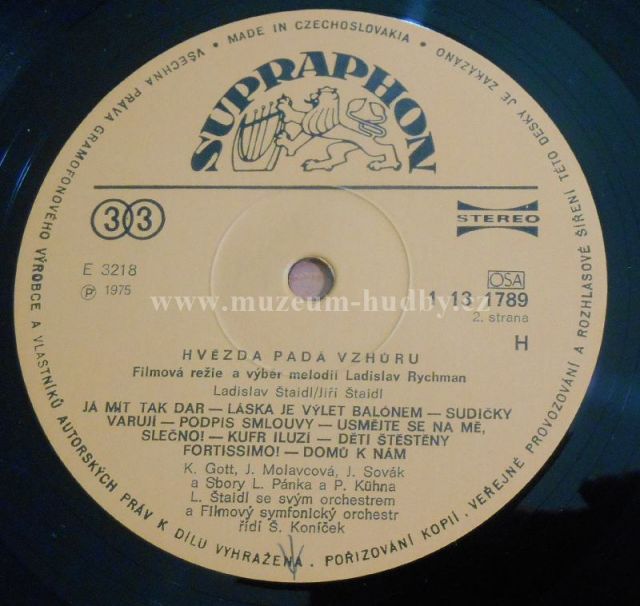 VŠECHNA PRÁVA GRAMOFONOVÉHO VÝROBCE A VLASTNÍKŮ AUTORSKÝCH PRÁV K DÍLU VYHRAŽENA. POŘIZOVÁNÍ KOPIÍ, VEŘEJNÉ PROVOZOVÁNÍ A ROZHLASOVÉ ŠÍŘENÍ TÉTO DESKY JE ZAKÁZÁNO • MADE IN CZECHOSLOVAKIA •
SUPRAPHON
33
STEREO
E 3218
℗ 1975
OSA
1 13 1789
2. strana
H
www.muzeum-hudby.cz
HVĚZDA PADÁ VZHŮRU
Filmová režie a výběr melodií Ladislav Rychman
Ladislav Štaidl/Jiří Štaidl
JÁ MÍT TAK DAR — LÁSKA JE VÝLET BALÓNEM — SUDIČKY
VARUJÍ — PODPIS SMLOUVY — USMĚJTE SE NA MĚ,
SLEČNO! — KUFR ILUZÍ — DĚTI ŠTĚSTĚNY
FORTISSIMO! — DOMŮ K NÁM
K. Gott, J. Molavcová, J. Sovák
a Sbory L. Pánka a P. Kühna
L. Štaidl se svým orchestrem
a Filmový symfonický orchestr
řídí Š. Koníček